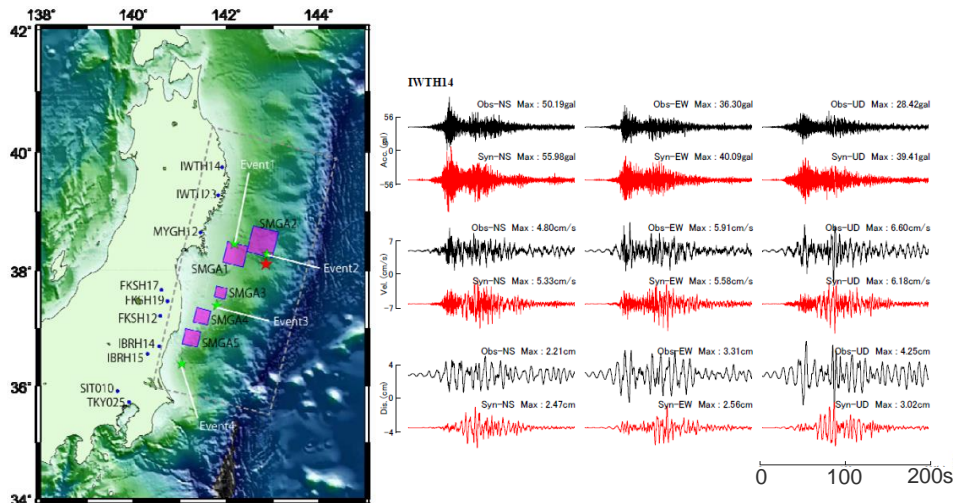 138° 140° 142° 144°
42°
40°
38°
36°
34°
IWTH14
IWTH23
MYGH12
FKSH17
FKSH19
FKSH12
IBRH14
IBRH15
SIT010
TKY025
Event1
SMGA2
SMGA1
Event2
SMGA3
Event3
SMGA4
SMGA5
Event4
IWTH14
Obs-NS Max : 50.19gal Obs-EW Max : 36.30gal Obs-UD Max : 28.42gal
Acc. (gal)
56
0
-56
Syn-NS Max : 55.98gal Syn-EW Max : 40.09gal Syn-UD Max : 39.41gal
Obs-NS Max : 4.80cm/s Obs-EW Max : 5.91cm/s Obs-UD Max : 6.60cm/s
Vel. (cm/s)
7
0
-7
Syn-NS Max : 5.33cm/s Syn-EW Max : 5.58cm/s Syn-UD Max : 6.18cm/s
Obs-NS Max : 2.21cm Obs-EW Max : 3.31cm Obs-UD Max : 4.25cm
Dis. (cm)
4
0
-4
Syn-NS Max : 2.47cm Syn-EW Max : 2.56cm Syn-UD Max : 3.02cm
0 100 200s